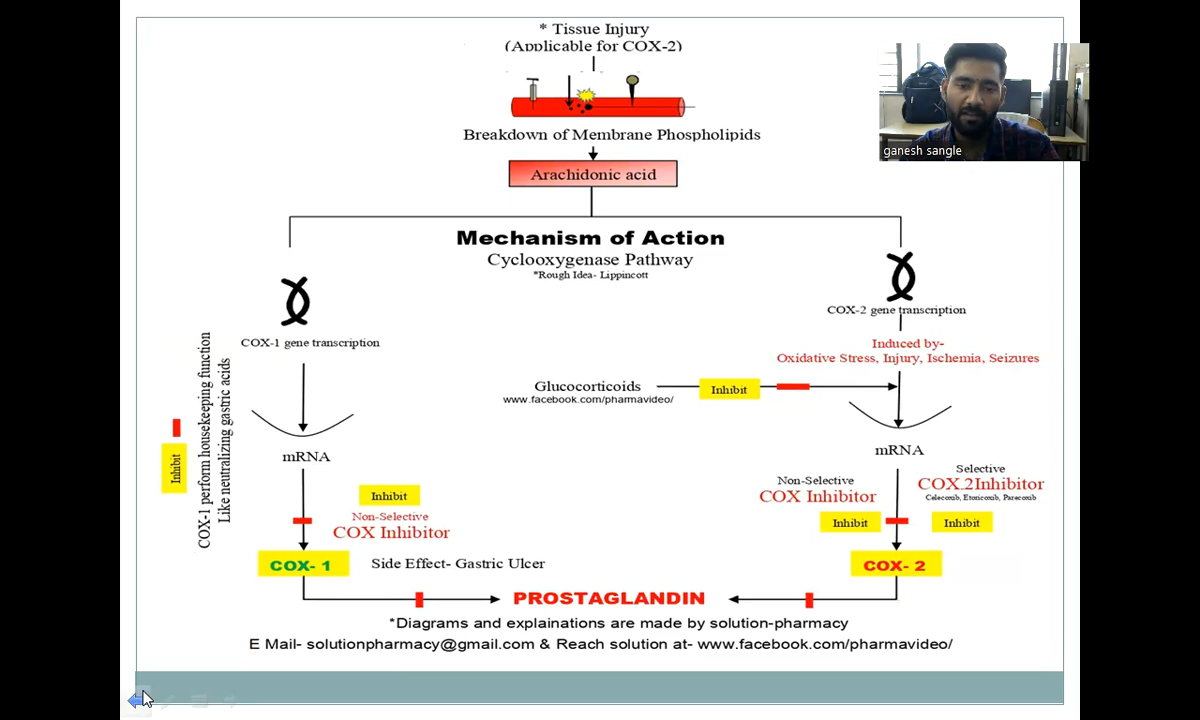 * Tissue Injury
(Applicable for COX-2)
ganesh sangle
Breakdown of Membrane Phospholipids
Arachidonic acid
Mechanism of Action
Cyclooxygenase Pathway
*Rough Idea- Lippincott
COX-1 gene transcription
COX-2 gene transcription
Induced by-
Oxidative Stress, Injury, Ischemia, Seizures
Glucocorticoids
www.facebook.com/pharmavideo/
Inhibit
COX-1 perform housekeeping function
Like neutralizing gastric acids
Inhibit
mRNA
mRNA
Inhibit
Non-Selective
COX Inhibitor
Non-Selective
COX Inhibitor
Selective
COX-2Inhibitor
Celecoxib, Etoricoxib, Parecoxib
Inhibit
Inhibit
COX- 1
Side Effect- Gastric Ulcer
COX- 2
PROSTAGLANDIN
*Diagrams and explainations are made by solution-pharmacy
E Mail- solutionpharmacy@gmail.com & Reach solution at- www.facebook.com/pharmavideo/